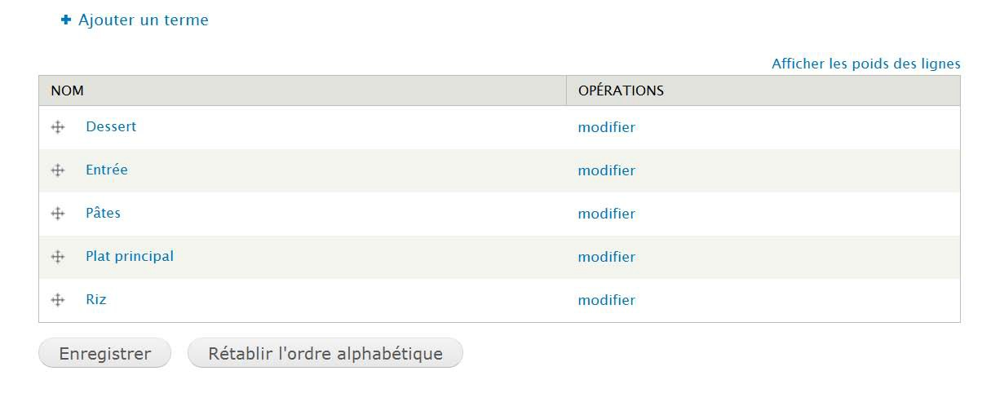 Ajouter un terme
Afficher les poids des lignes
NOM OPÉRATIONS
Dessert modifier
Entrée modifier
Pâtes modifier
Plat principal modifier
Riz modifier
Enregistrer Rétablir l'ordre alphabétique